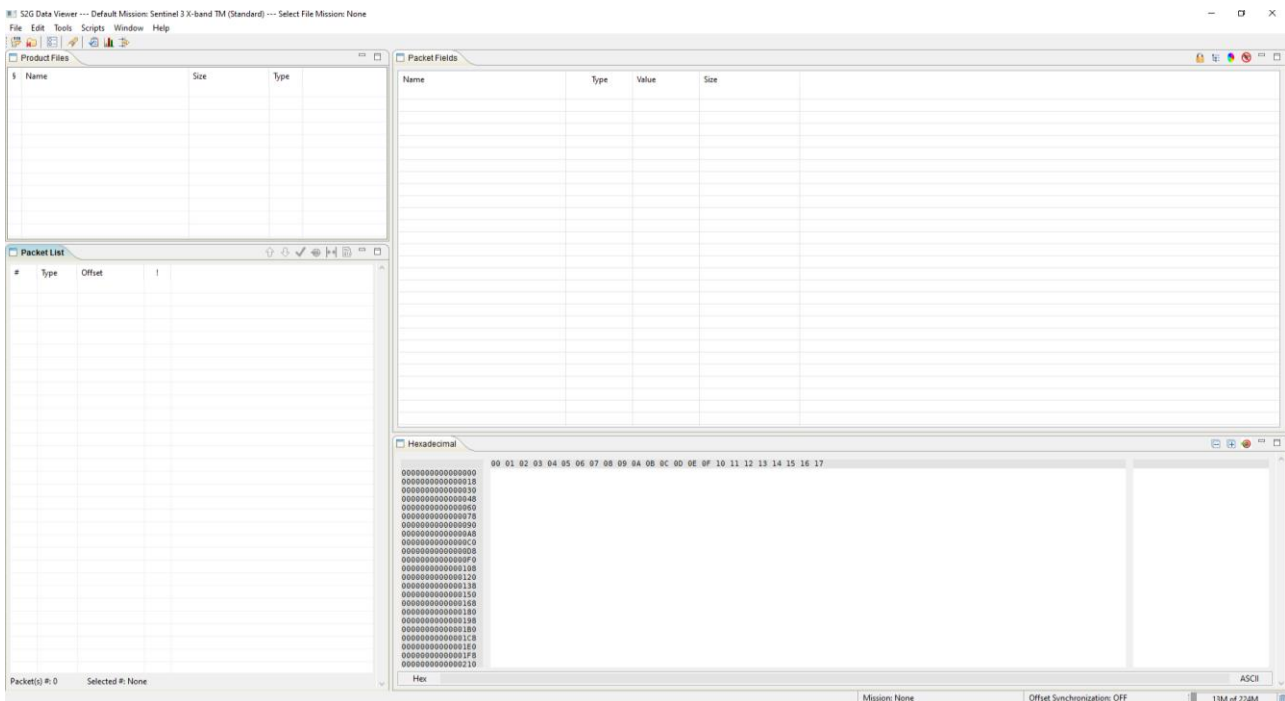 S2G Data Viewer --- Default Mission: Sentinel 3 X-band TM (Standard) --- Select File Mission: None
File Edit Tools Scripts Window Help
Product Files
§ Name Size Type
Packet List
# Type Offset !
Packet(s) #: 0 Selected #: None
Packet Fields
Name Type Value Size
Hexadecimal
00 01 02 03 04 05 06 07 08 09 0A 0B 0C 0D 0E 0F 10 11 12 13 14 15 16 17
0000000000000000
0000000000000018
0000000000000030
0000000000000048
0000000000000060
0000000000000078
0000000000000090
00000000000000A8
00000000000000C0
00000000000000D8
00000000000000F0
0000000000000108
0000000000000120
0000000000000138
0000000000000150
0000000000000168
0000000000000180
0000000000000198
00000000000001B0
00000000000001C8
00000000000001E0
00000000000001F8
0000000000000210
Hex ASCII
Mission: None Offset Synchronization: OFF 13M of 224M